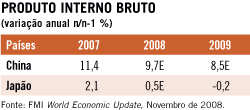 PRODUTO INTERNO BRUTO
(variação anual n/n-1 %)
Países 2007 2008 2009
China 11,4 9,7E 8,5E
Japão 2,1 0,5E -0,2
Fonte: FMI World Economic Update, Novembro de 2008.